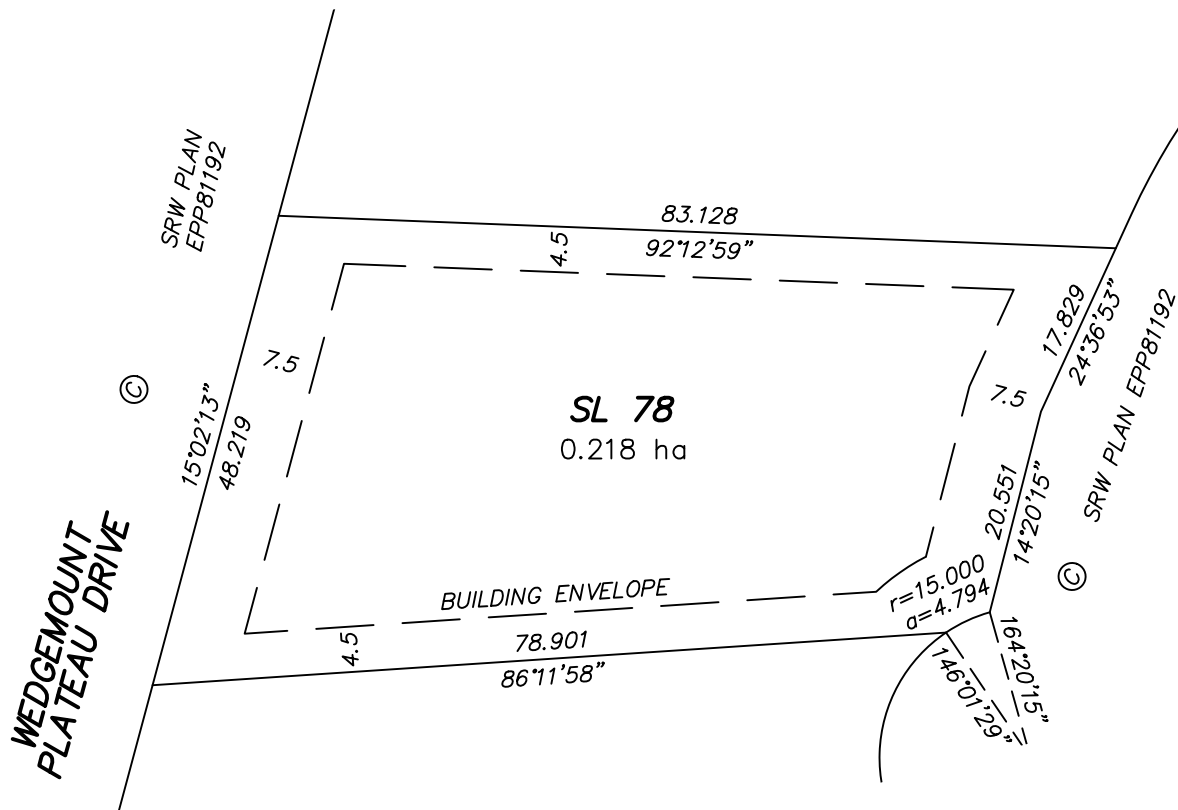 SRW PLAN
EPP81192
83.128
92°12'59"
4.5
7.5
17.829
24°36'53"
SRW PLAN EPP81192
©
15°02'13"
48.219
SL 78
0.218 ha
7.5
20.551
14°20'15"
©
WEDGEMOUNT
PLATEAU DRIVE
BUILDING ENVELOPE
r=15.000
a=4.794
4.5
78.901
86°11'58"
164°20'15"
146°01'29"